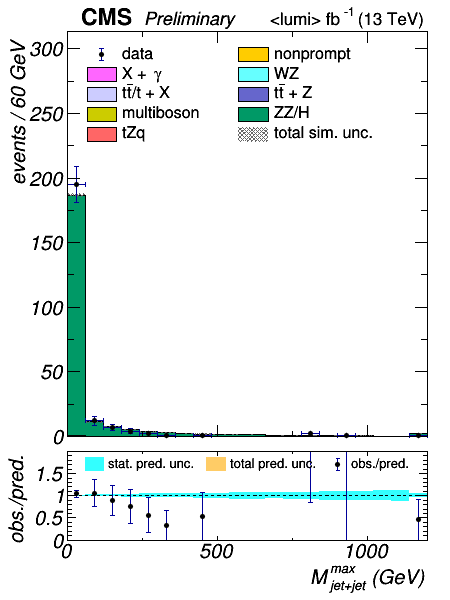 CMS Preliminary <lumi> fb⁻¹ (13 TeV)
events / 60 GeV
300
250
200
150
100
50
0
data
X + γ
tt̄/t + X
multiboson
tZq
nonprompt
WZ
tt̄ + Z
ZZ/H
total sim. unc.
obs./pred.
1.5
1
0.5
0
stat. pred. unc. total pred. unc. obs./pred.
0 500 1000
M max jet+jet (GeV)